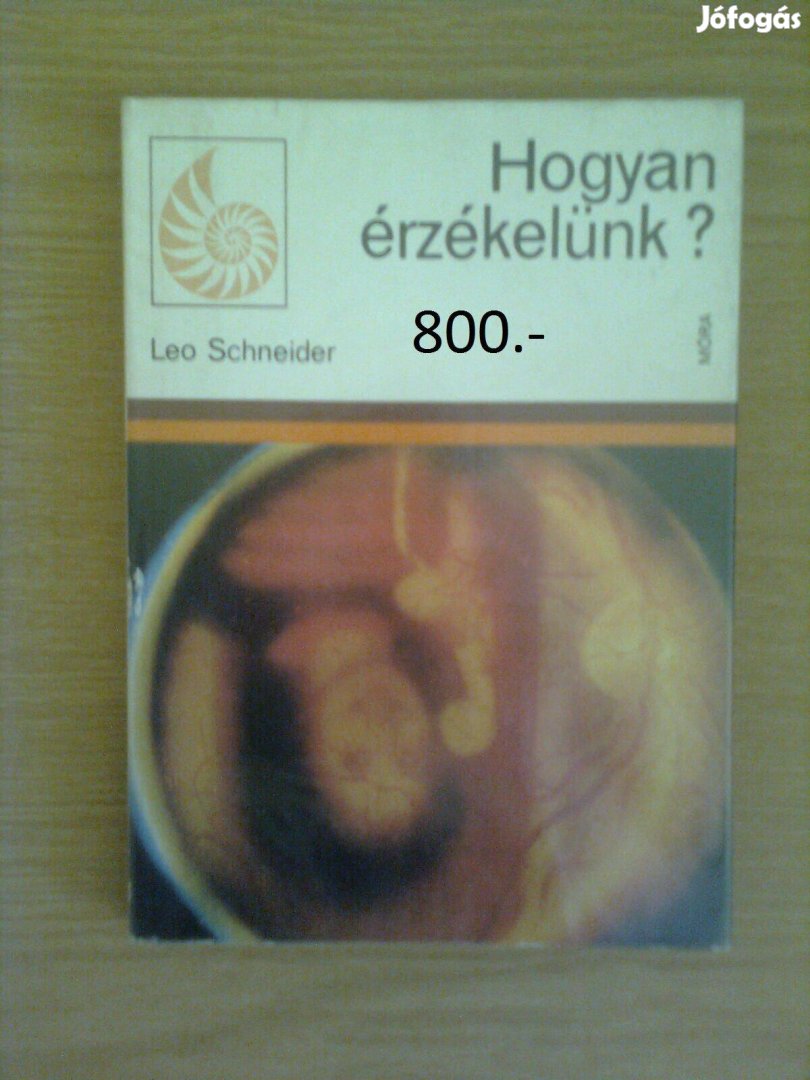 Jófogás
Hogyan
érzékelünk ?
800.-
Leo Schneider
MÓRA